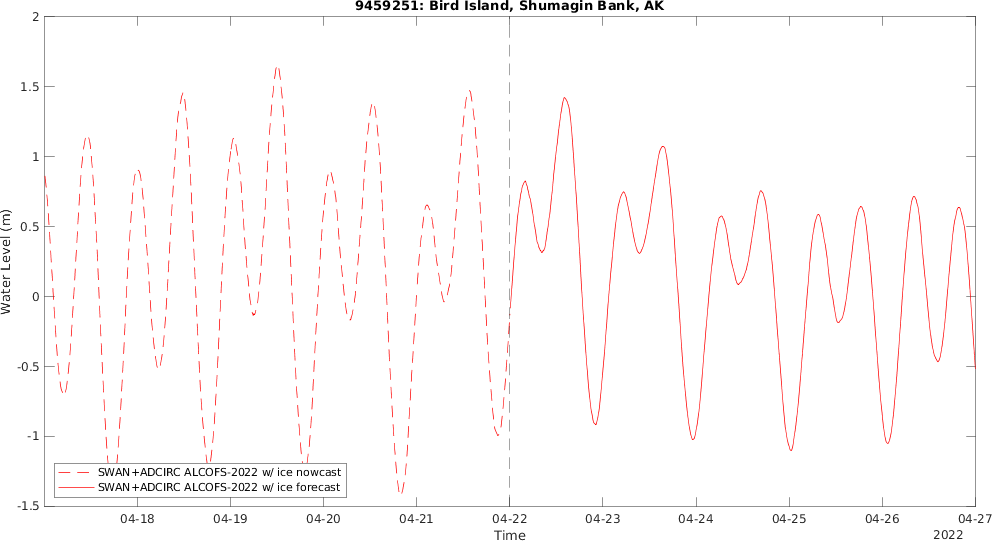 9459251: Bird Island, Shumagin Bank, AK
2
1.5
1
0.5
0
-0.5
-1
-1.5
Water Level (m)
SWAN+ADCIRC ALCOFS-2022 w/ ice nowcast
SWAN+ADCIRC ALCOFS-2022 w/ ice forecast
04-18 04-19 04-20 04-21 04-22 04-23 04-24 04-25 04-26 04-27
Time
2022